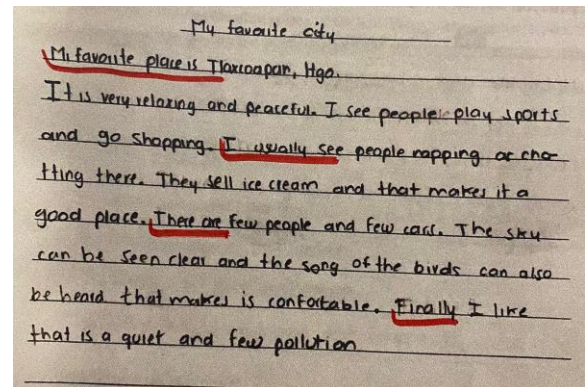 My favorite city
Mi favorite place is Tlaxcoapan, Hgo.
It is very relaxing and peaceful. I see people play sports
and go shopping. I usually see people napping or cha-
tting there. They sell ice cream and that makes it a
good place. There are few people and few cars. The sky
can be seen clear and the song of the birds can also
be heard that makes is confortable. Finally I like
that is a quiet and few pollution